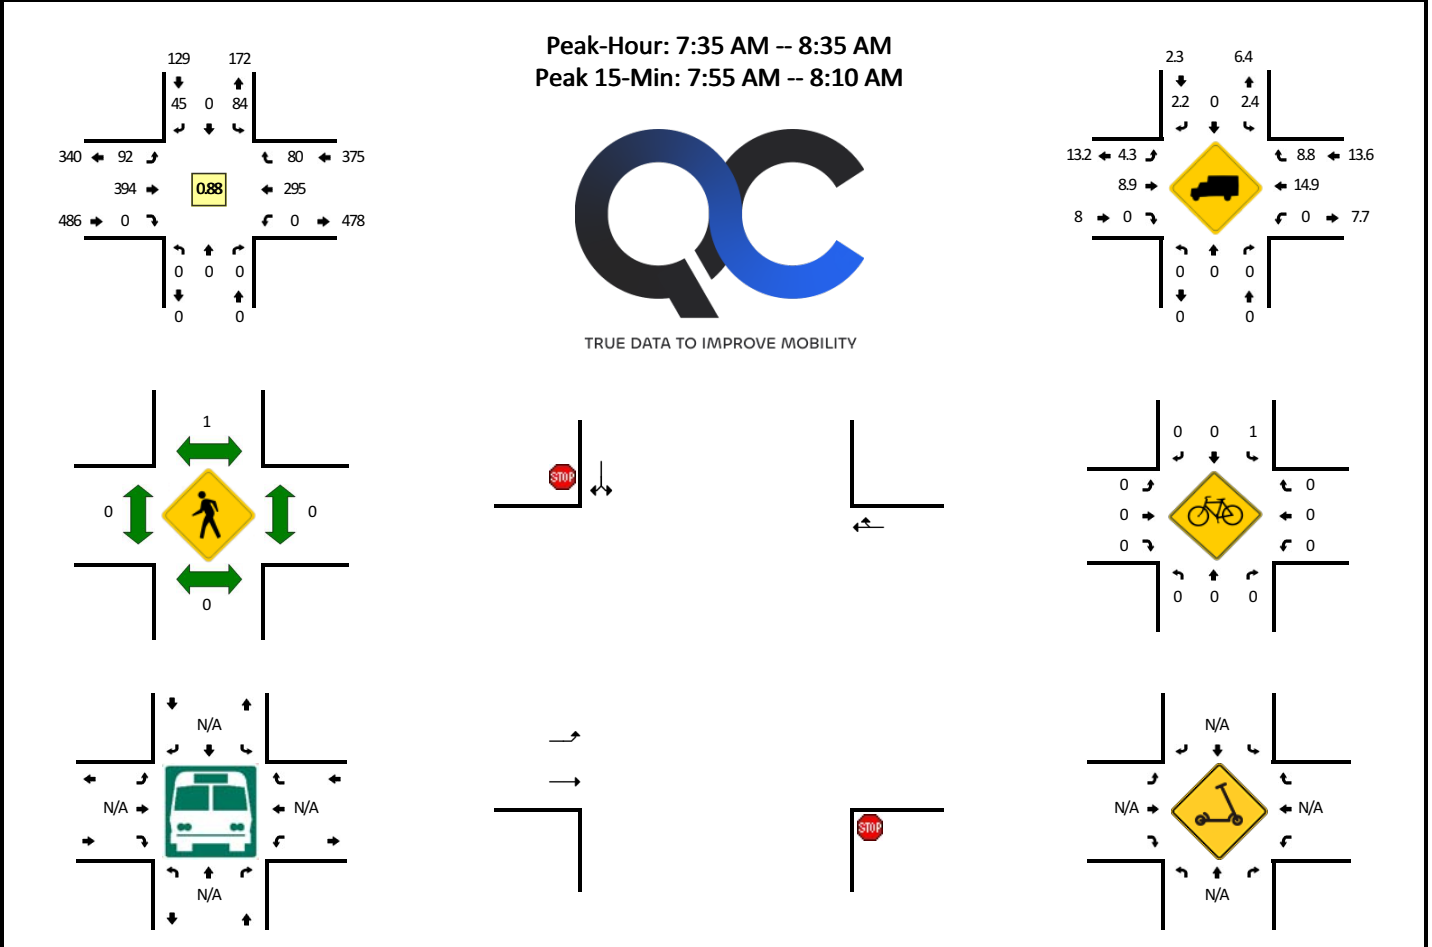 Peak-Hour: 7:35 AM -- 8:35 AM
Peak 15-Min: 7:55 AM -- 8:10 AM
129 172
45 0 84
340 92 80 375
394 0.88 295
486 0 0 478
0 0 0
0 0
TRUE DATA TO IMPROVE MOBILITY
2.3 6.4
2.2 0 2.4
13.2 4.3 8.8 13.6
8.9 14.9
8 0 0 7.7
0 0 0
0 0
1
0 0
0
STOP
STOP
0 0 1
0 0
0 0
0 0
0 0 0
N/A
N/A N/A
N/A
N/A
N/A N/A
N/A